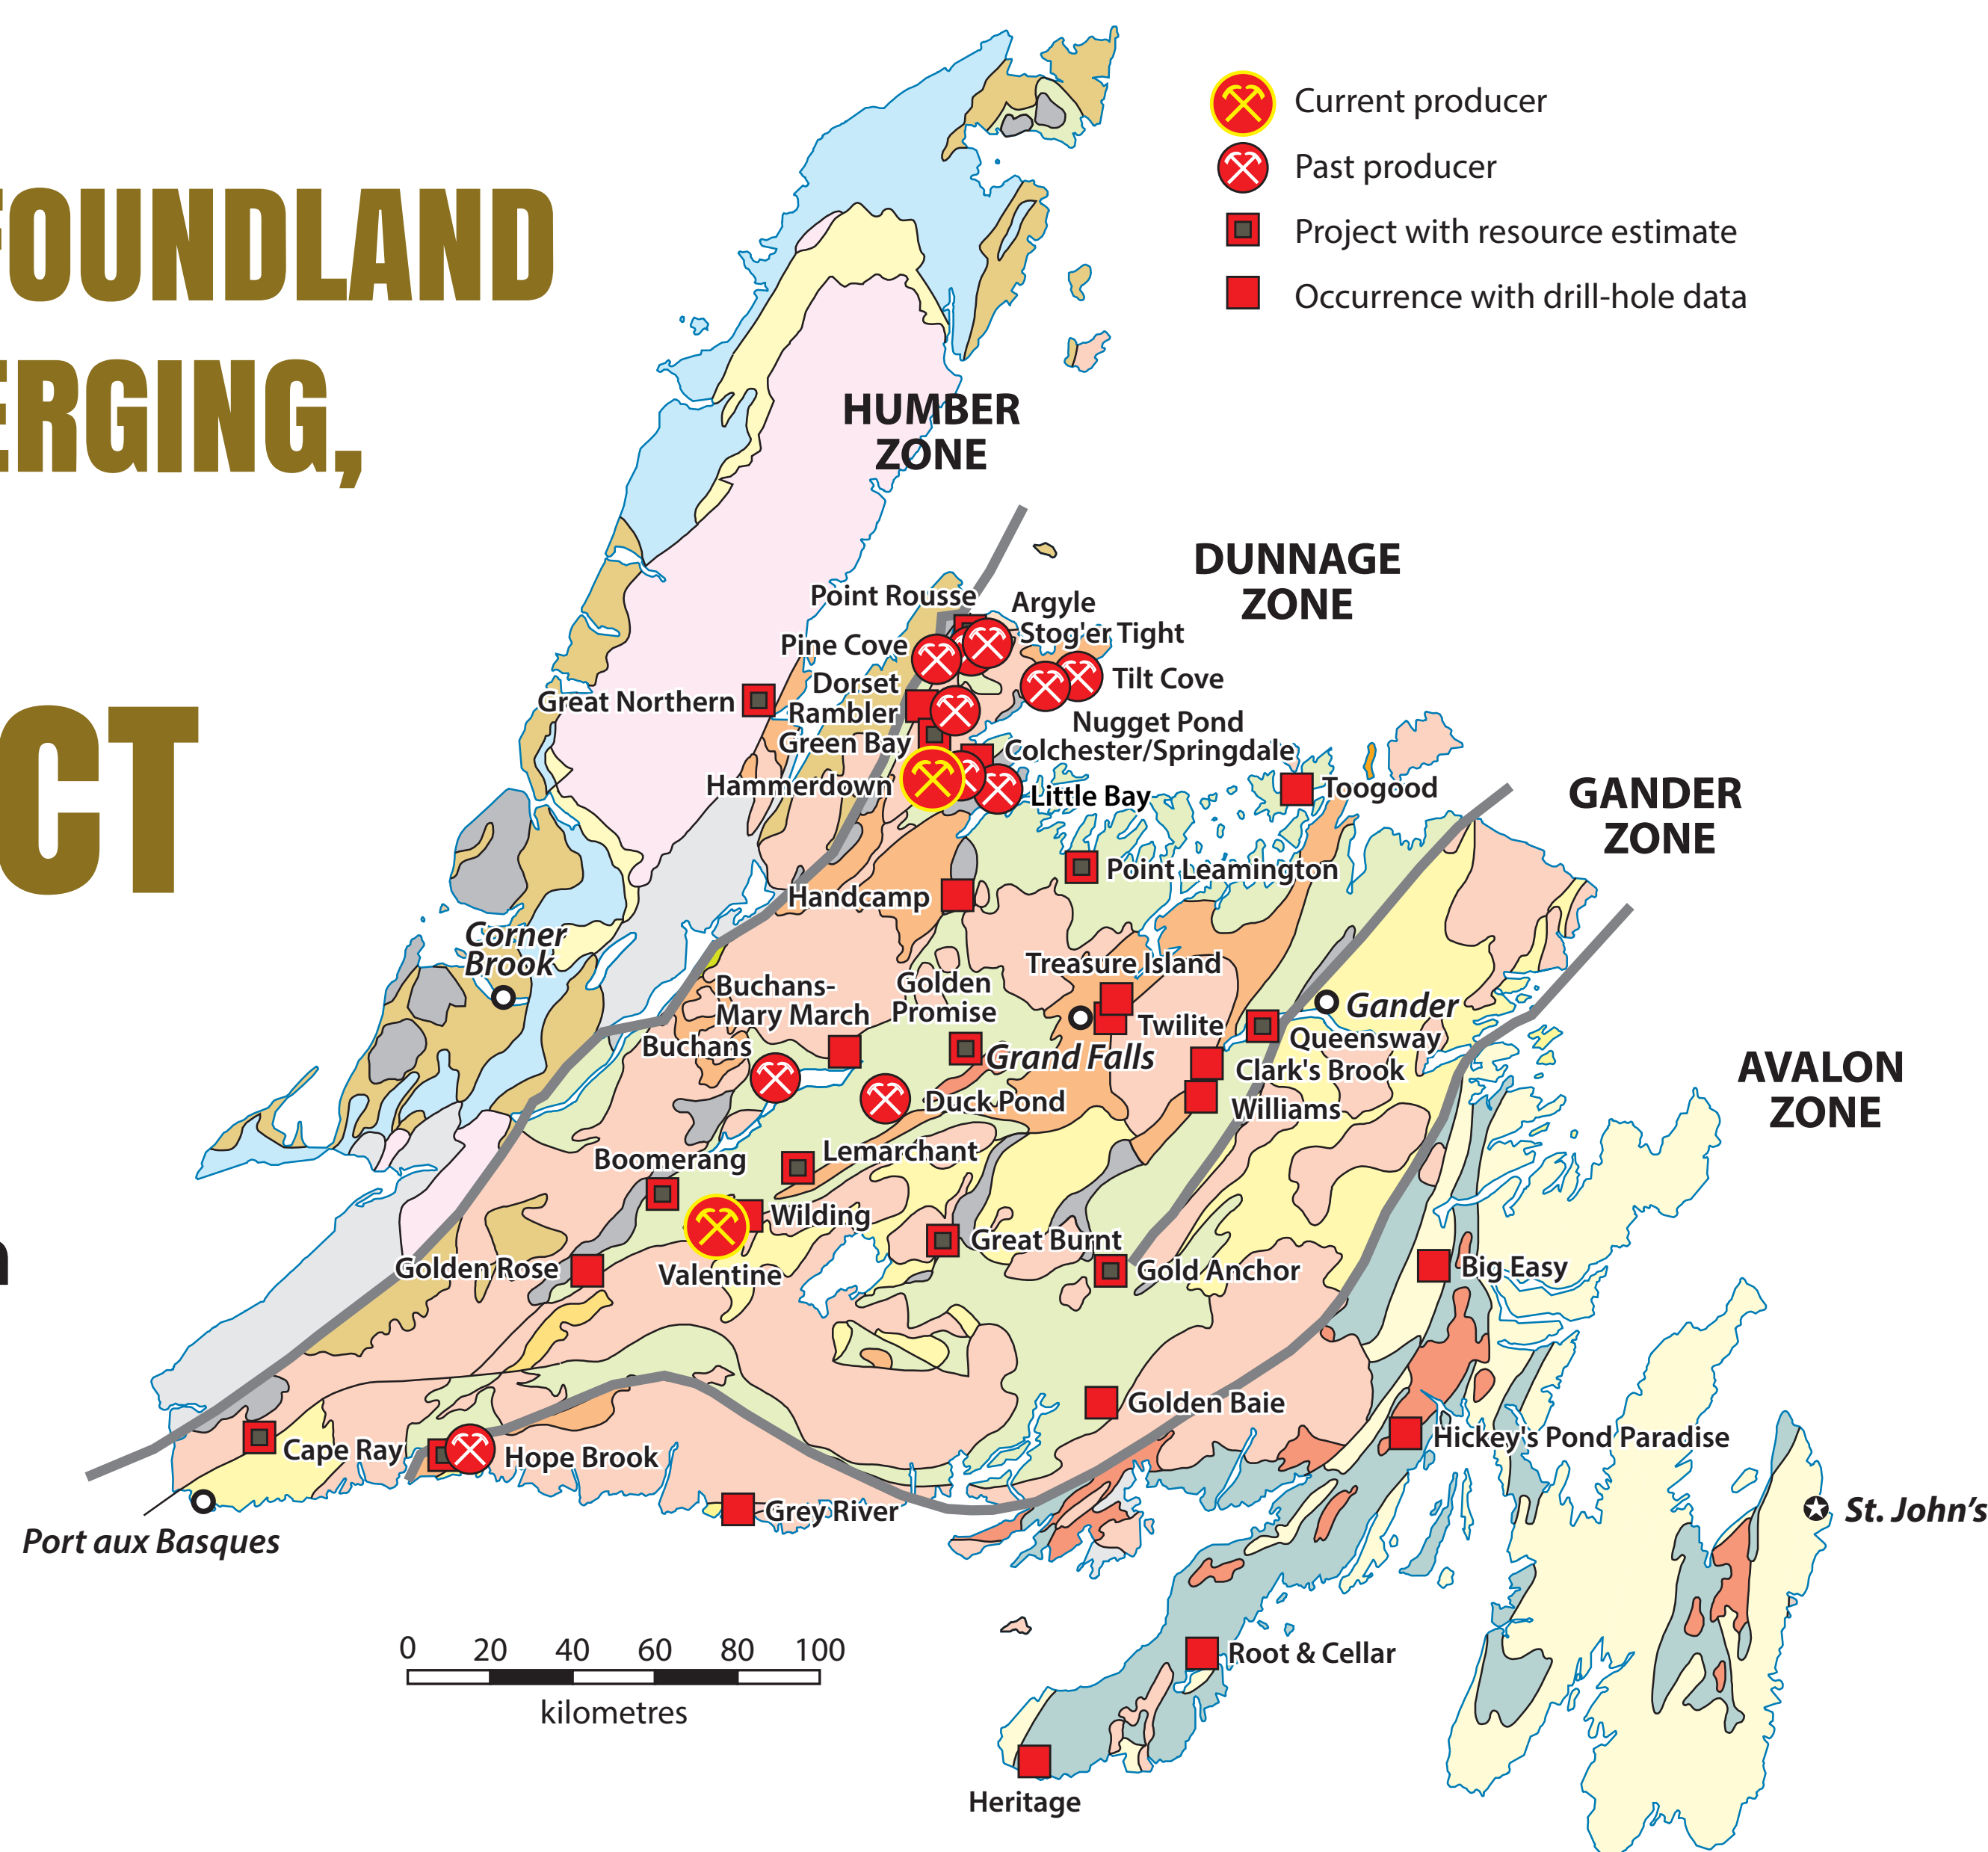 FOUNDLAND
ERGING,
CT
n
Current producer
Past producer
Project with resource estimate
Occurrence with drill-hole data
HUMBER
ZONE
DUNNAGE
ZONE
GANDER
ZONE
AVALON
ZONE
Point Rousse
Argyle
Stog'er Tight
Pine Cove
Tilt Cove
Dorset
Great Northern
Rambler
Nugget Pond
Green Bay
Colchester/Springdale
Hammerdown
Little Bay
Toogood
Point Leamington
Handcamp
Corner
Brook
Treasure Island
Buchans-
Mary March
Golden
Promise
Gander
Twilite
Queensway
Buchans
Grand Falls
Clark's Brook
Duck Pond
Williams
Lemarchant
Boomerang
Wilding
Great Burnt
Golden Rose
Valentine
Gold Anchor
Big Easy
Golden Baie
Hickey's Pond Paradise
Cape Ray
Hope Brook
Grey River
St. John's
Port aux Basques
0 20 40 60 80 100
kilometres
Root & Cellar
Heritage